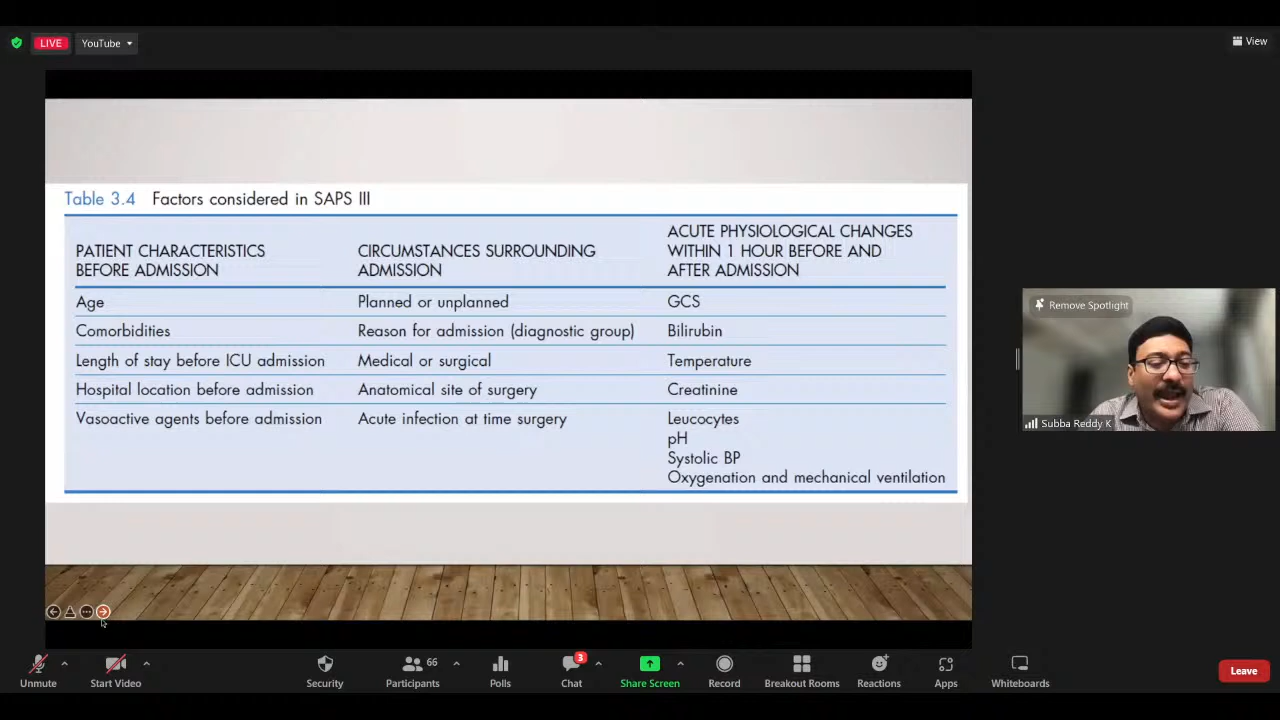 LIVE
YouTube
View
Table 3.4 Factors considered in SAPS III
PATIENT CHARACTERISTICS BEFORE ADMISSION
CIRCUMSTANCES SURROUNDING ADMISSION
ACUTE PHYSIOLOGICAL CHANGES WITHIN 1 HOUR BEFORE AND AFTER ADMISSION
Age Planned or unplanned GCS
Comorbidities Reason for admission (diagnostic group) Bilirubin
Length of stay before ICU admission Medical or surgical Temperature
Hospital location before admission Anatomical site of surgery Creatinine
Vasoactive agents before admission Acute infection at time surgery Leucocytes
pH
Systolic BP
Oxygenation and mechanical ventilation
Remove Spotlight
Subba Reddy K
Unmute
Start Video
Security
66
Participants
Polls
3
Chat
Share Screen
Record
Breakout Rooms
Reactions
Apps
Whiteboards
Leave